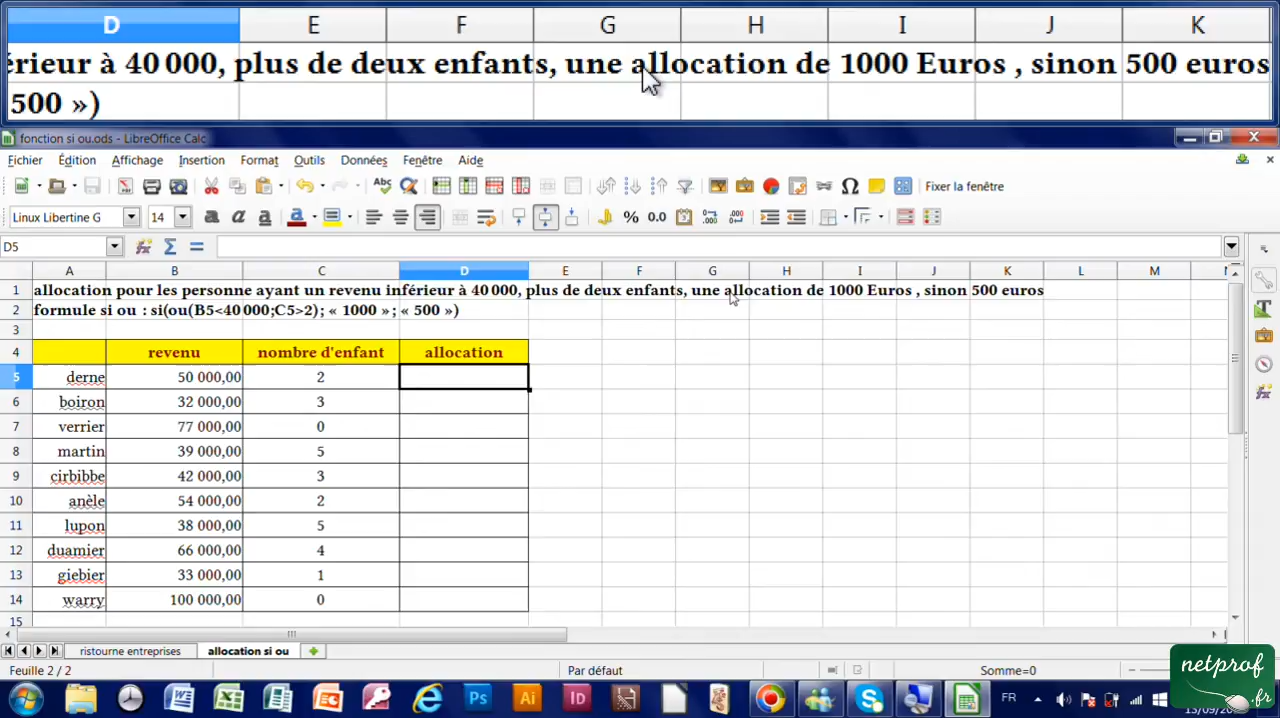 D E F G H I J K
érieur à 40 000, plus de deux enfants, une allocation de 1000 Euros , sinon 500 euros
500 »)
fonction si ou.ods - LibreOffice Calc
Fichier Édition Affichage Insertion Format Outils Données Fenêtre Aide
Fixer la fenêtre
Linux Libertine G 14
D5
A B C D E F G H I J K L M
1 allocation pour les personne ayant un revenu inférieur à 40 000, plus de deux enfants, une allocation de 1000 Euros , sinon 500 euros
2 formule si ou : si(ou(B5<40 000;C5>2); « 1000 »; « 500 »)
3
4 revenu nombre d'enfant allocation
5 derne 50 000,00 2
6 boiron 32 000,00 3
7 verrier 77 000,00 0
8 martin 39 000,00 5
9 cirbibbe 42 000,00 3
10 anèle 54 000,00 2
11 lupon 38 000,00 5
12 duamier 66 000,00 4
13 giebier 33 000,00 1
14 warry 100 000,00 0
15
ristourne entreprises allocation si ou
Feuille 2 / 2 Par défaut Somme=0
netprof
.fr
Ps Ai Id FR